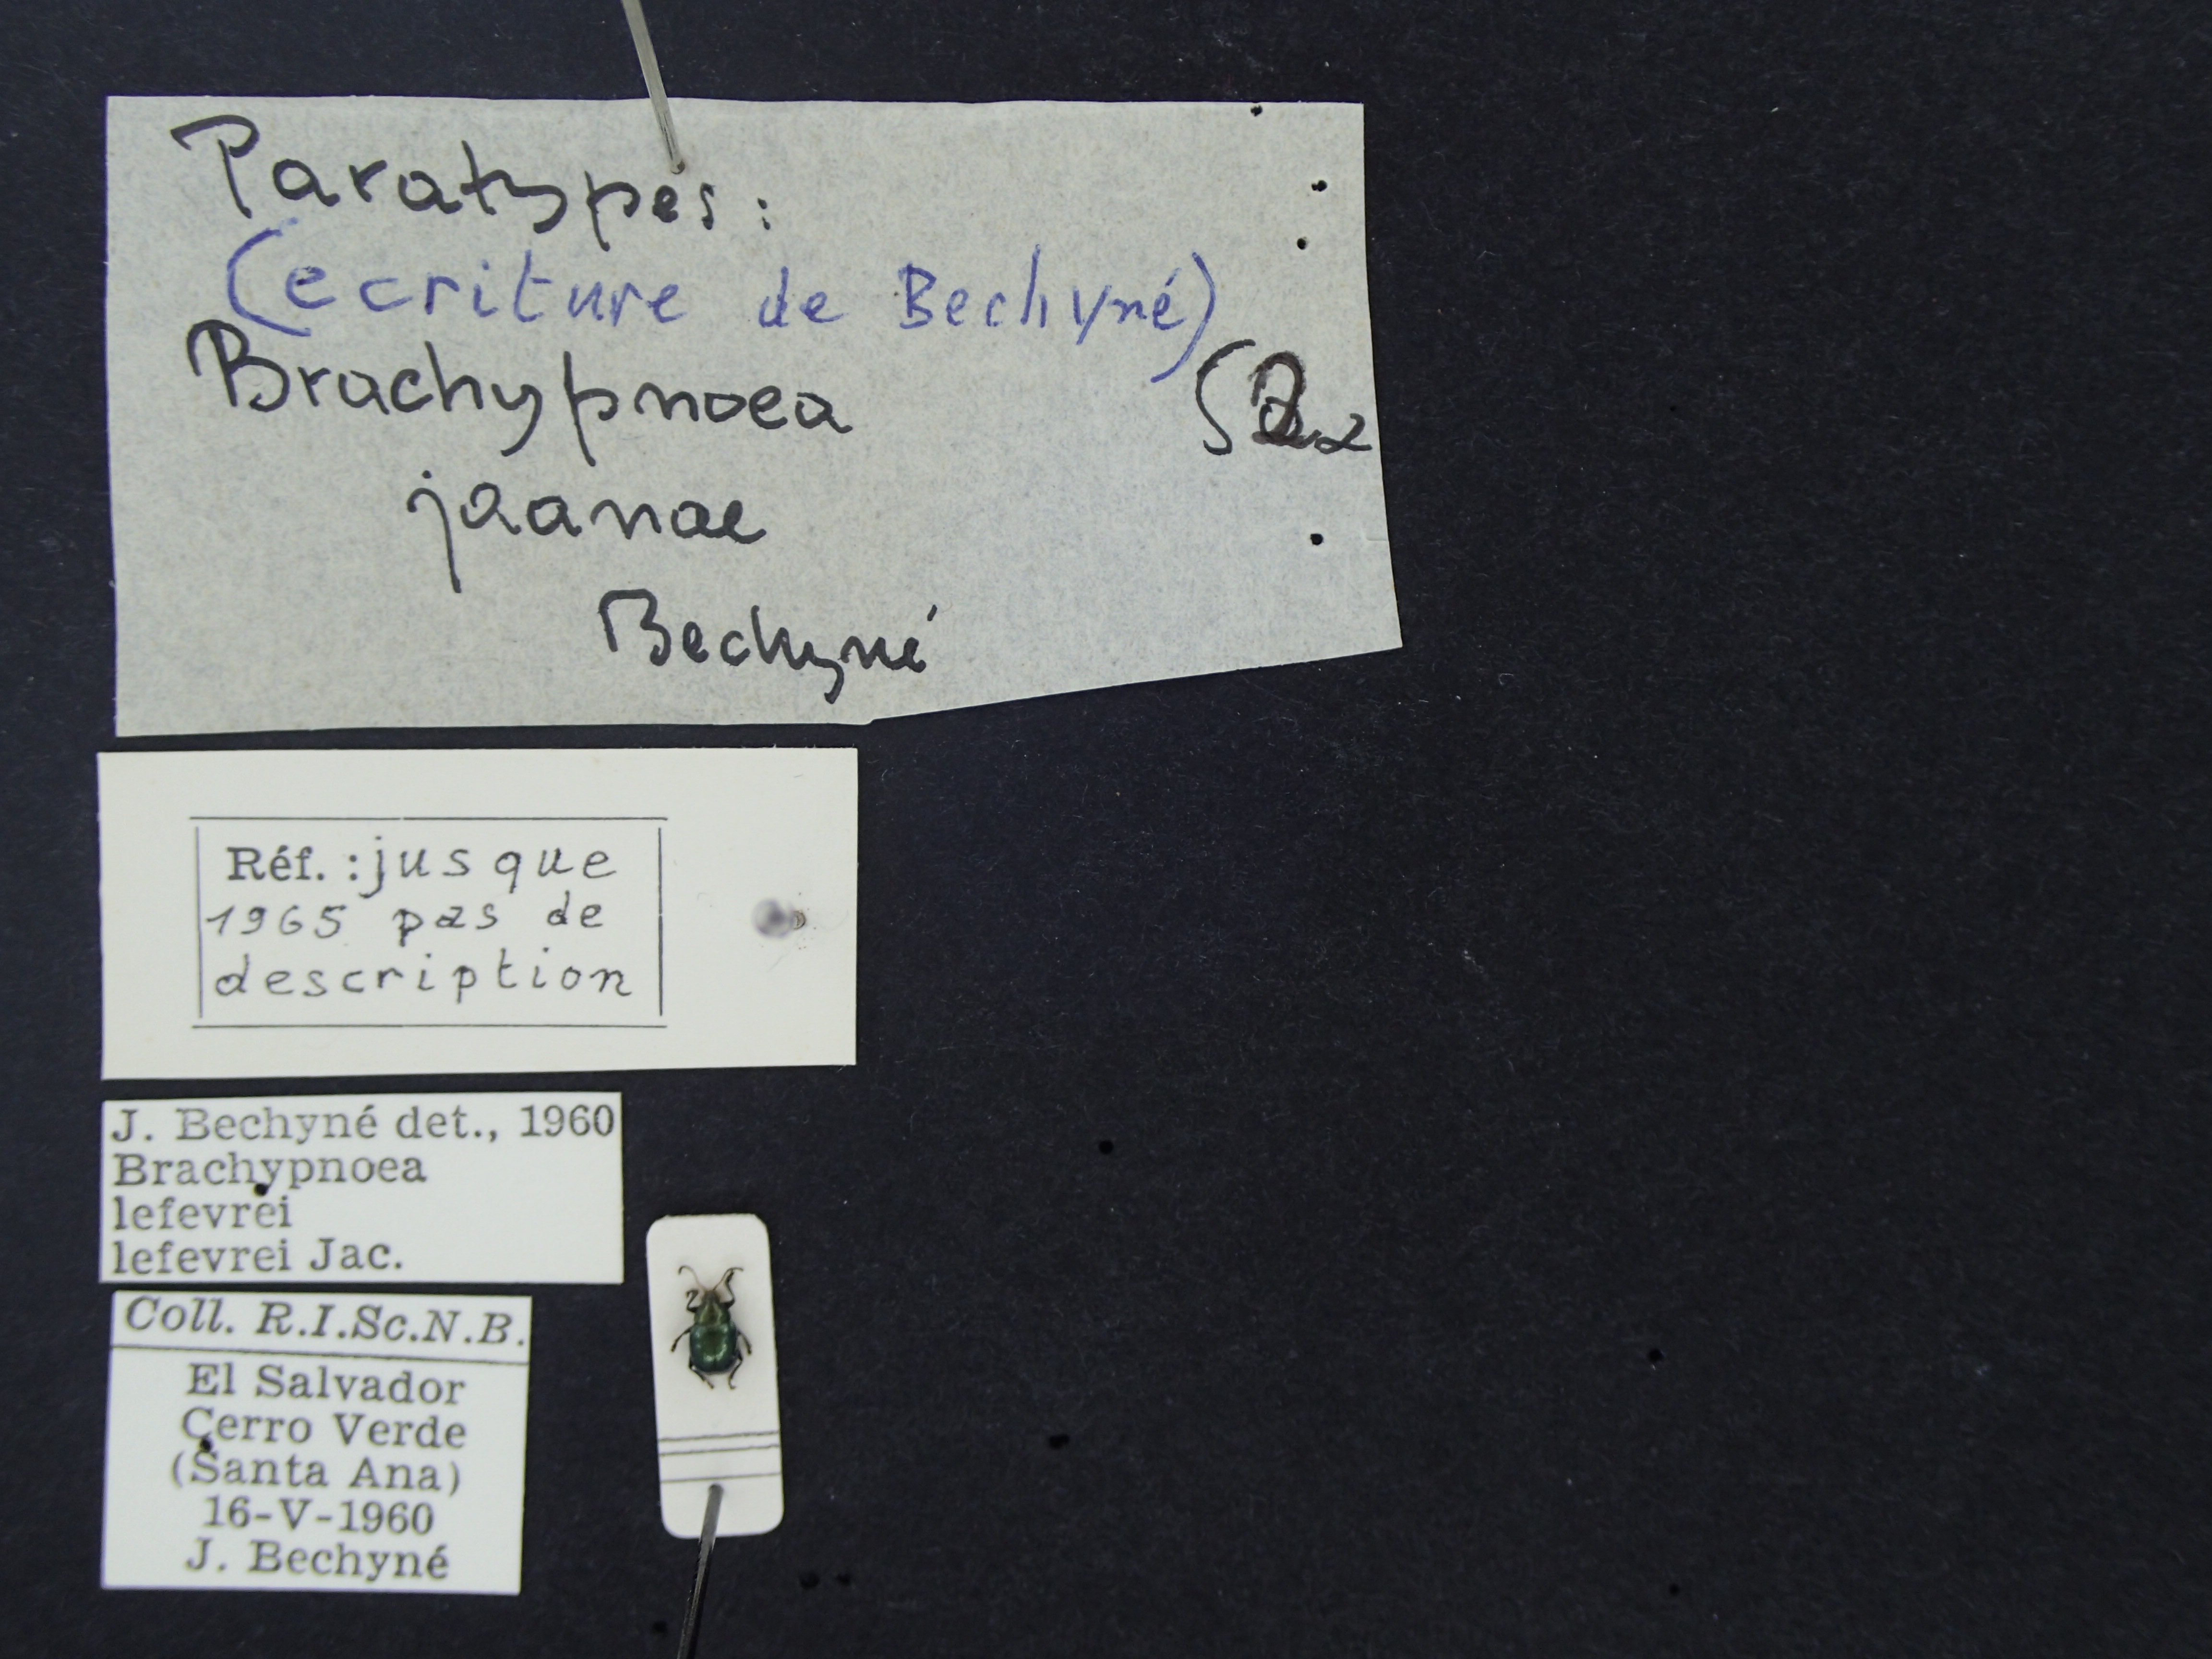 Paratypes:
(ecriture de Bechyné)
Brachypnoea
jaanae
Bechyné
Réf. : jusque
1965 pas de
description
J. Bechyné det., 1960
Brachypnoea
lefevrei
lefevrei Jac.
Coll. R.I.Sc.N.B.
El Salvador
Cerro Verde
(Santa Ana)
16-V-1960
J. Bechyné